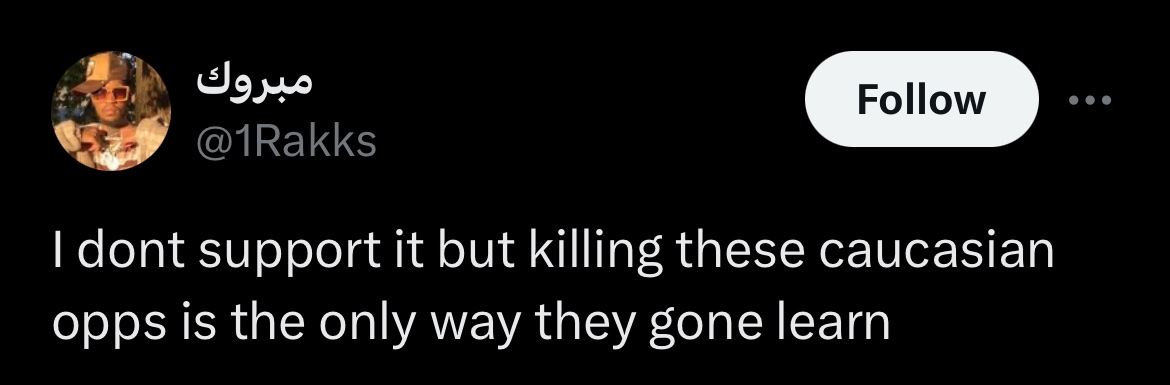 مبروك
@1Rakks
Follow
I dont support it but killing these caucasian
opps is the only way they gone learn